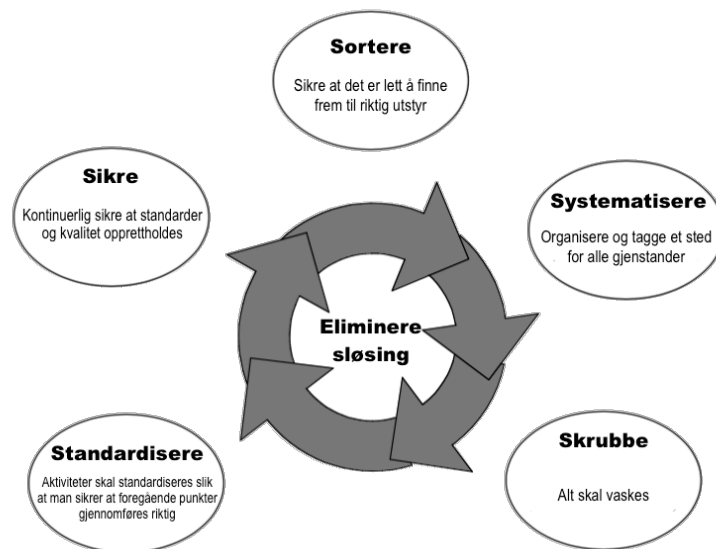 Sortere
Sikre at det er lett å finne
frem til riktig utstyr
Systematisere
Organisere og tagge et sted
for alle gjenstander
Skrubbe
Alt skal vaskes
Standardisere
Aktiviteter skal standardiseres slik
at man sikrer at foregående punkter
gjennomføres riktig
Sikre
Kontinuerlig sikre at standarder
og kvalitet opprettholdes
Eliminere
sløsing